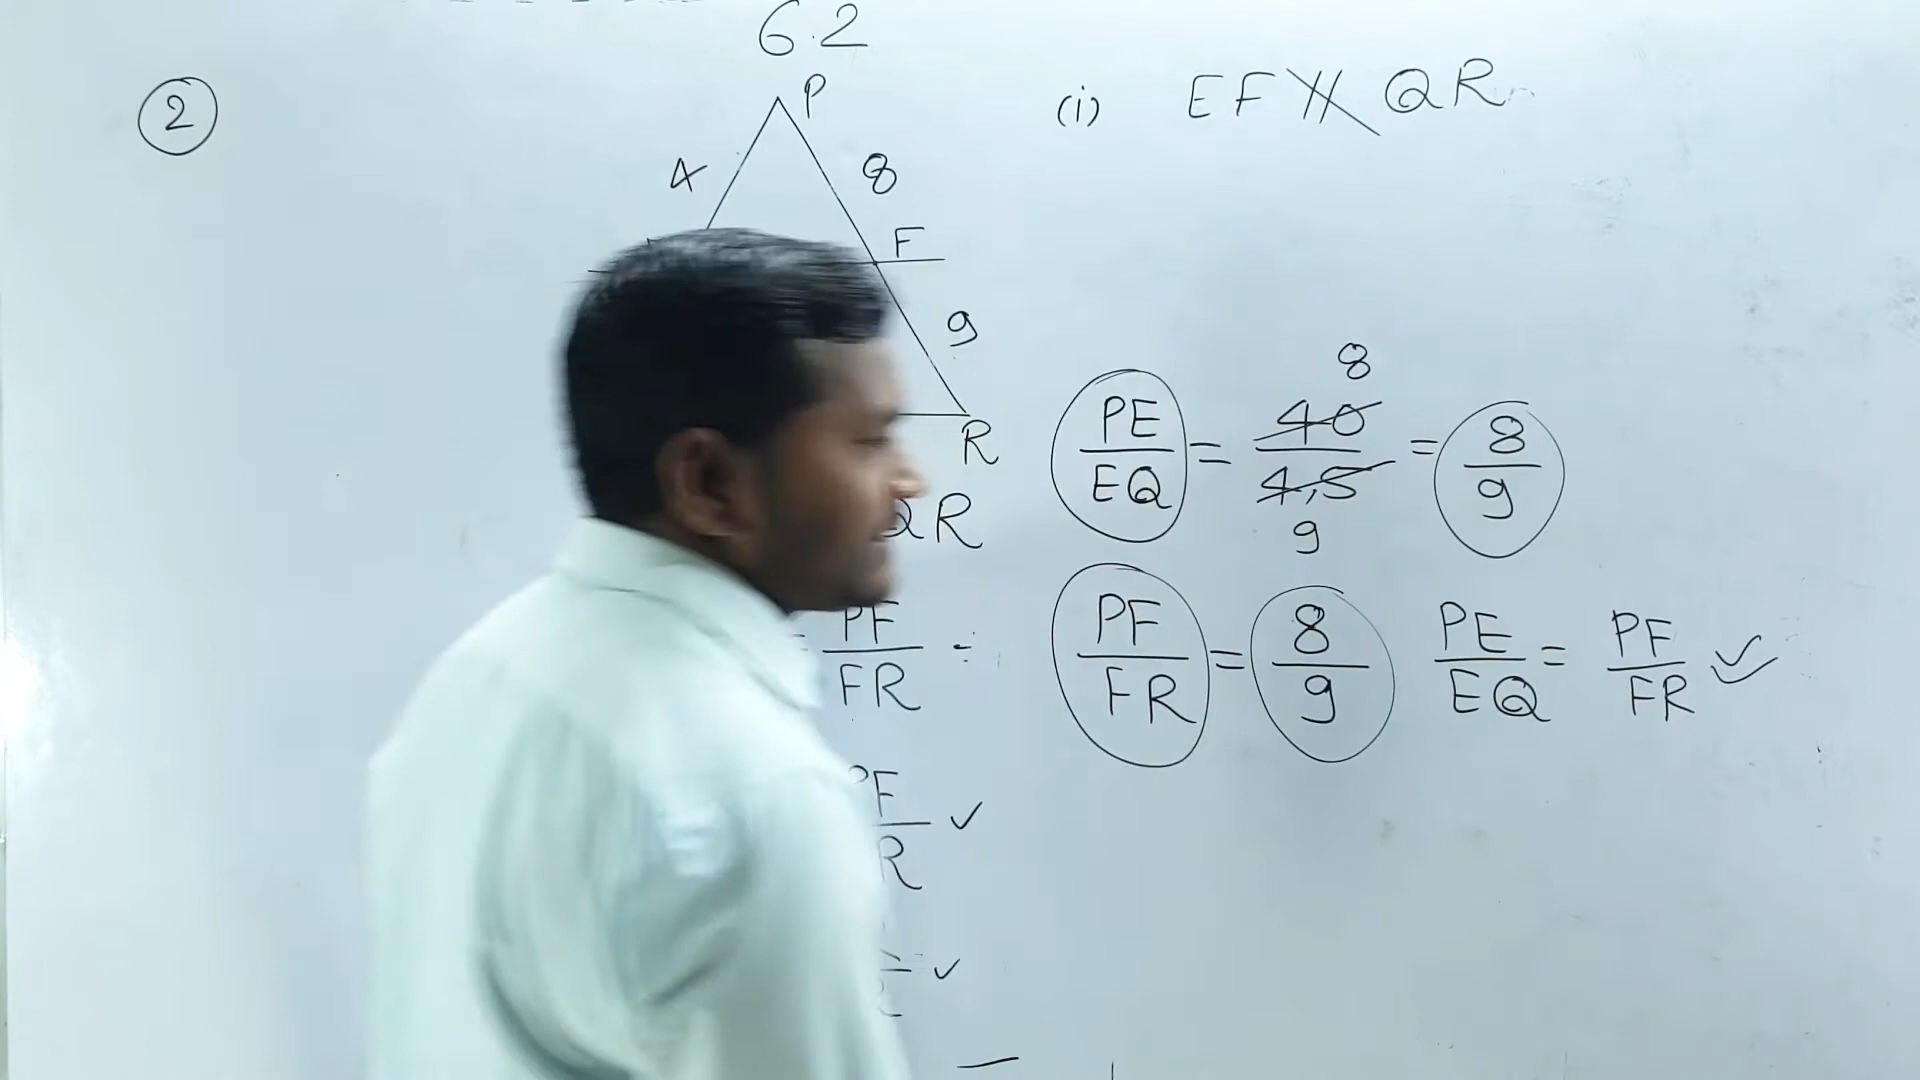 6.2
2
P
(i) EF ∦ QR
4
8
F
9
R
QR
8
PE/EQ = 40/4,5 = 8/9
9
= PF/FR =
PF/FR = 8/9
PE/EQ = PF/FR ✓
PF/R ✓
✓